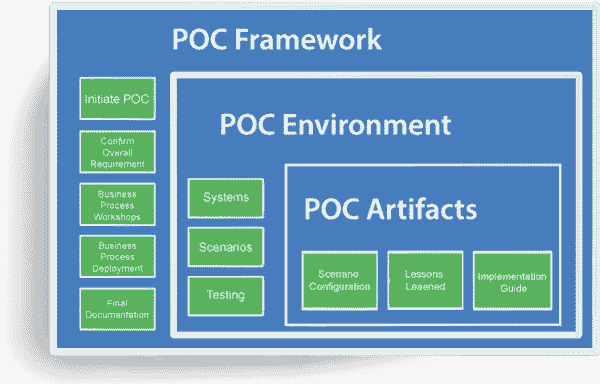 POC Framework
Initiate POC
Confirm
Overall
Requirement
Business
Process
Workshops
Business
Process
Deployment
Final
Documentation
POC Environment
Systems
Scenarios
Testing
POC Artifacts
Scenario
Configuration
Lessons
Learned
Implementation
Guide